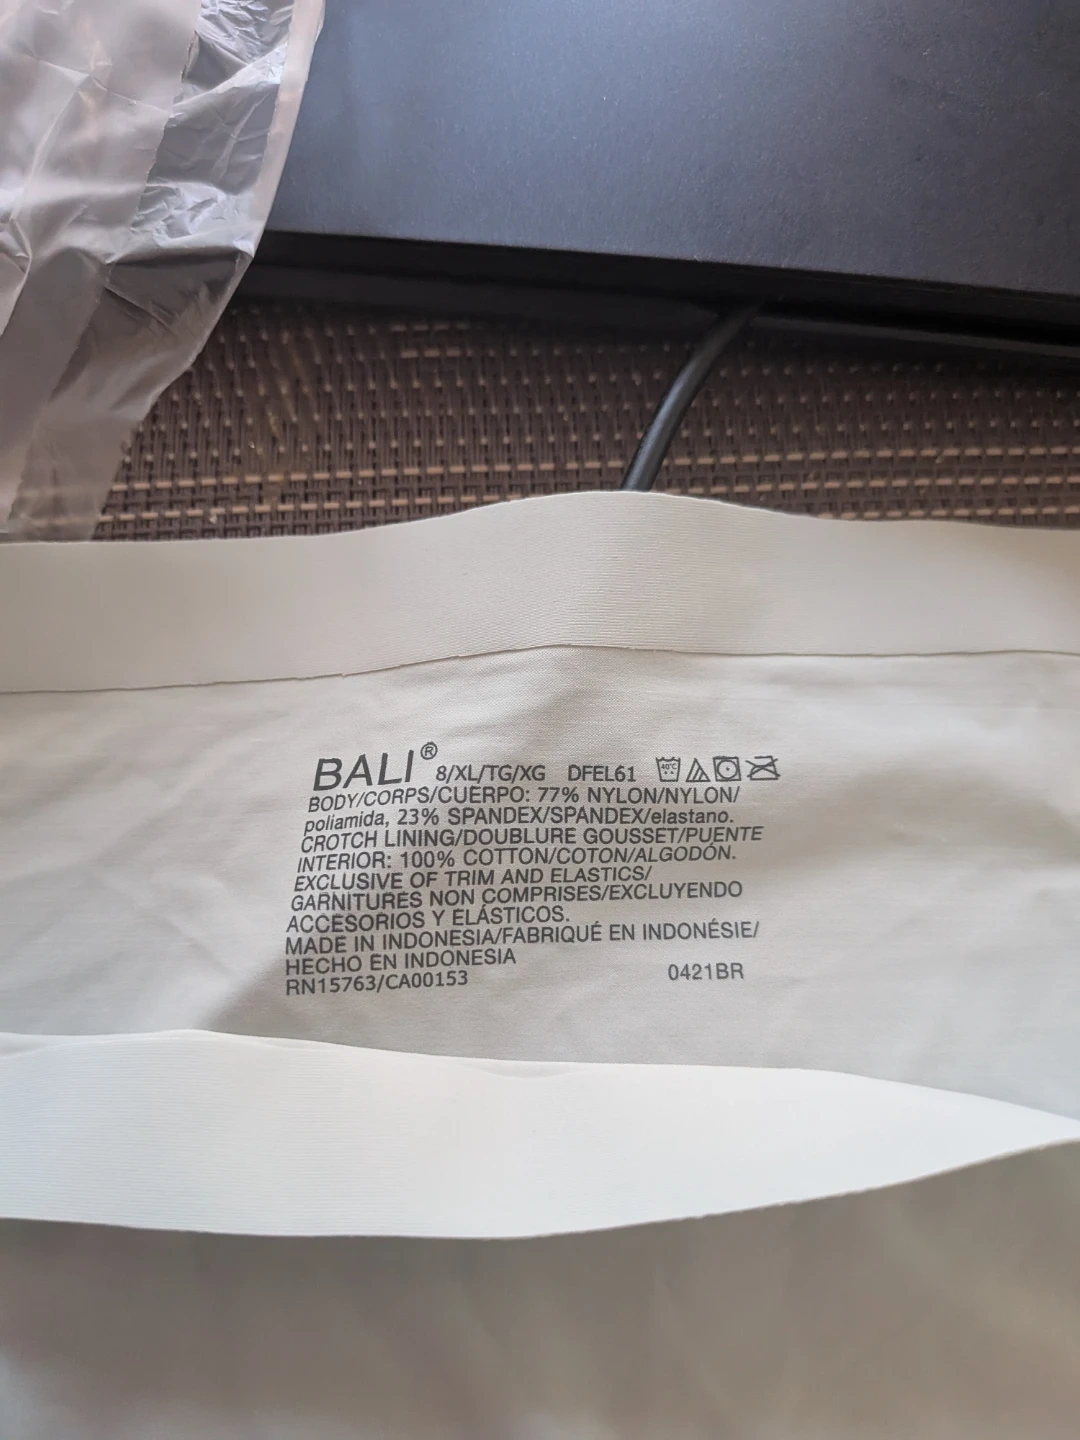 BALI® 8/XL/TG/XG DFEL61 40°C
BODY/CORPS/CUERPO: 77% NYLON/NYLON/
poliamida, 23% SPANDEX/SPANDEX/elastano.
CROTCH LINING/DOUBLURE GOUSSET/PUENTE
INTERIOR: 100% COTTON/COTON/ALGODÓN.
EXCLUSIVE OF TRIM AND ELASTICS/
GARNITURES NON COMPRISES/EXCLUYENDO
ACCESORIOS Y ELÁSTICOS.
MADE IN INDONESIA/FABRIQUÉ EN INDONÉSIE/
HECHO EN INDONESIA
RN15763/CA00153 0421BR